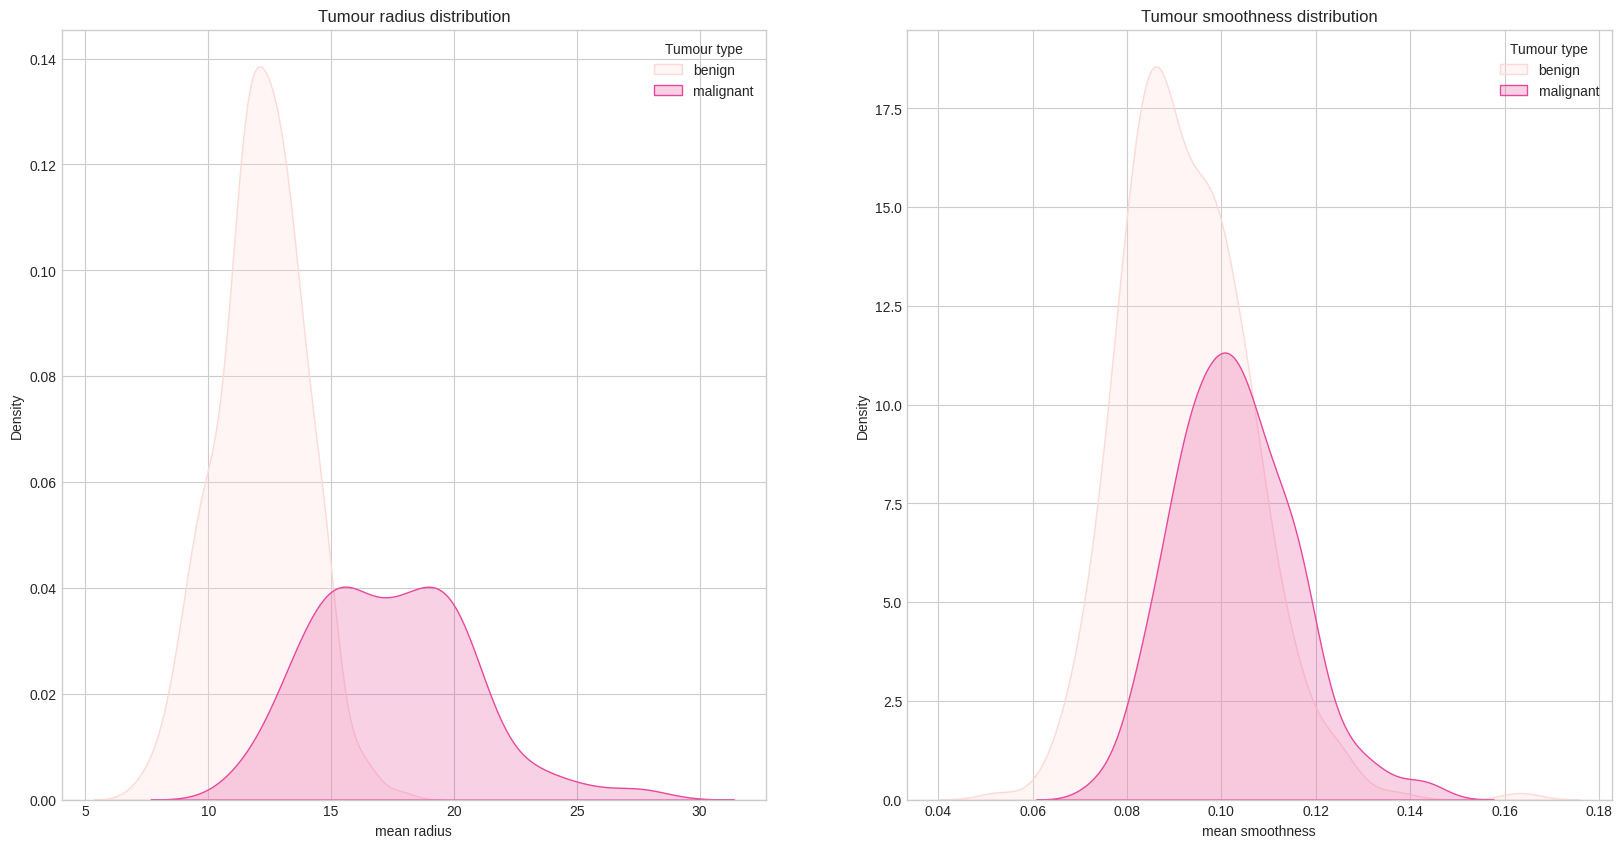 Tumour radius distribution
Tumour type
benign
malignant
0.14
0.12
0.10
0.08
0.06
0.04
0.02
0.00
Density
5 10 15 20 25 30
mean radius
Tumour smoothness distribution
Tumour type
benign
malignant
17.5
15.0
12.5
10.0
7.5
5.0
2.5
0.0
Density
0.04 0.06 0.08 0.10 0.12 0.14 0.16 0.18
mean smoothness